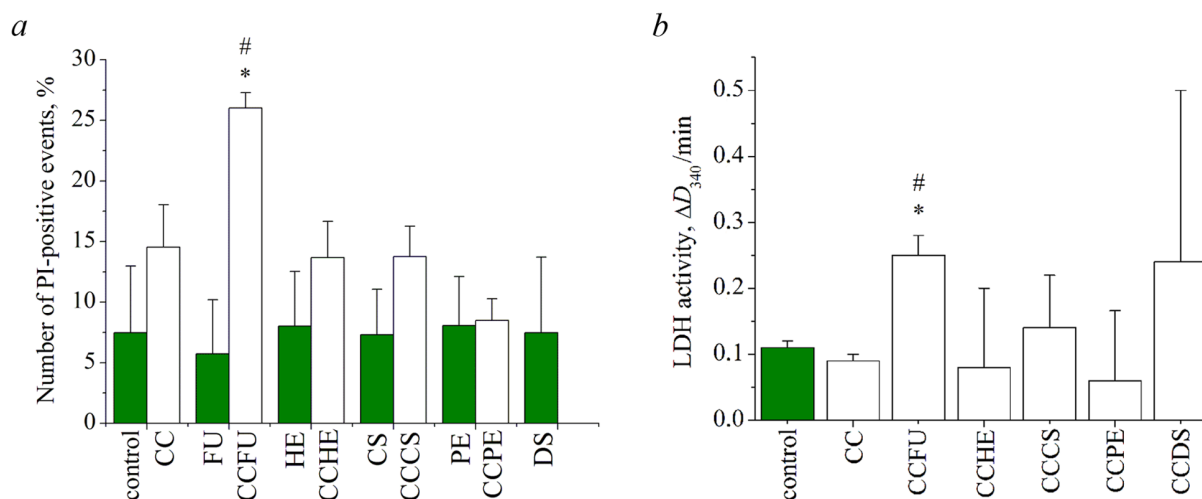 a
Number of PI-positive events, %
30
25
20
15
10
5
0
#
*
control
CC
FU
CCFU
HE
CCHE
CS
CCCS
PE
CCPE
DS
b
LDH activity, ΔD340/min
0.5
0.4
0.3
0.2
0.1
0.0
#
*
control
CC
CCFU
CCHE
CCCS
CCPE
CCDS